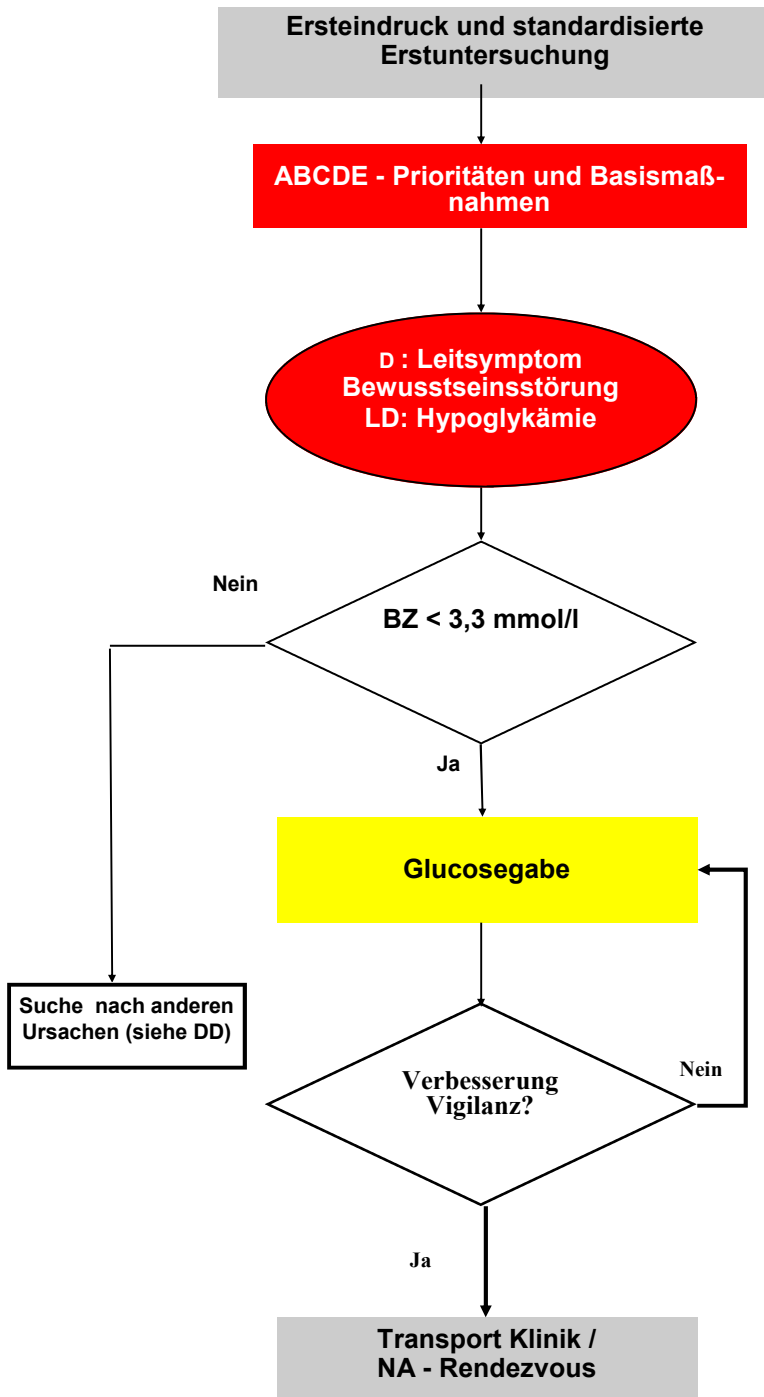 Ersteindruck und standardisierte
Erstuntersuchung
ABCDE - Prioritäten und Basismaß-
nahmen
D : Leitsymptom
Bewusstseinsstörung
LD: Hypoglykämie
Nein
BZ < 3,3 mmol/l
Ja
Glucosegabe
Suche  nach anderen
Ursachen (siehe DD)
Verbesserung
Vigilanz?
Nein
Ja
Transport Klinik /
NA - Rendezvous